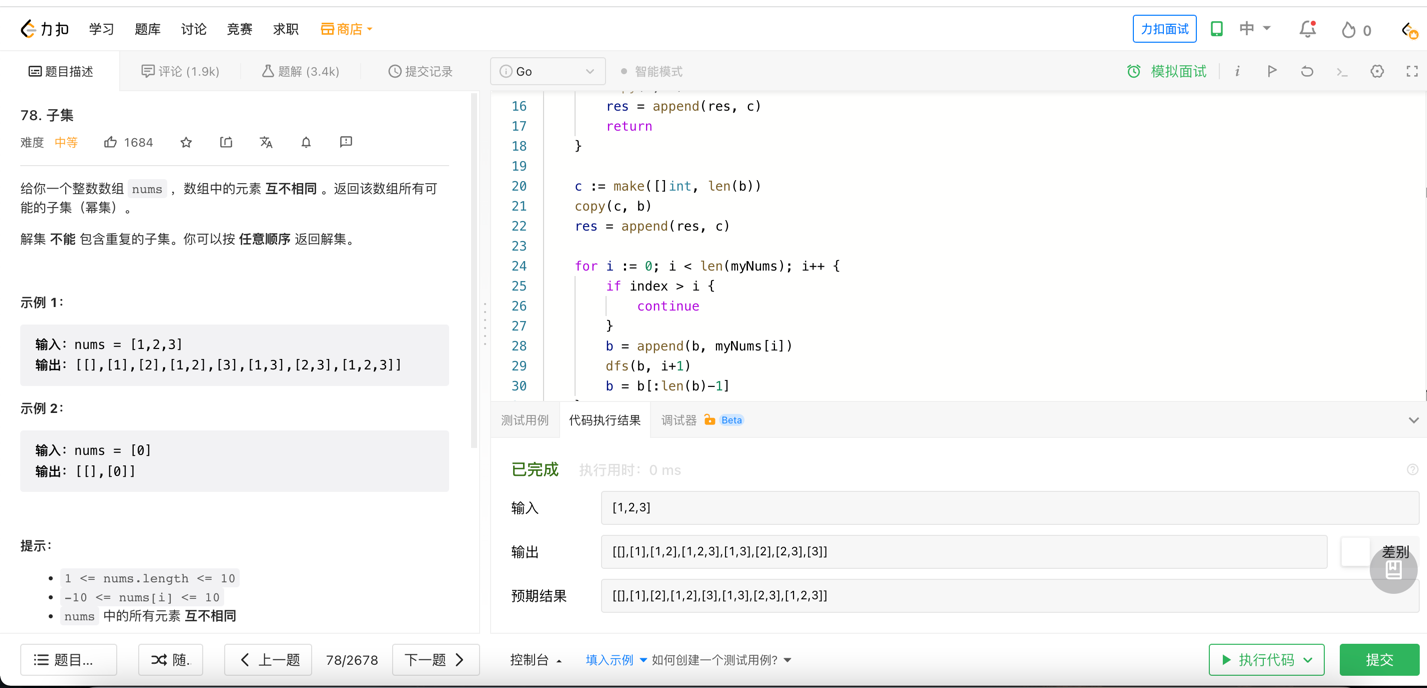 力扣 学习 题库 讨论 竞赛 求职 商店 力扣面试 中 0
题目描述 评论 (1.9k) 题解 (3.4k) 提交记录 Go 智能模式 模拟面试
78. 子集
难度 中等 1684
给你一个整数数组 nums ，数组中的元素 互不相同 。返回该数组所有可
能的子集（幂集）。
解集 不能 包含重复的子集。你可以按 任意顺序 返回解集。
示例 1：
输入：nums = [1,2,3]
输出：[[],[1],[2],[1,2],[3],[1,3],[2,3],[1,2,3]]
示例 2：
输入：nums = [0]
输出：[[],[0]]
提示：
1 <= nums.length <= 10
-10 <= nums[i] <= 10
nums 中的所有元素 互不相同
16 res = append(res, c)
17 return
18 }
19
20 c := make([]int, len(b))
21 copy(c, b)
22 res = append(res, c)
23
24 for i := 0; i < len(myNums); i++ {
25 if index > i {
26 continue
27 }
28 b = append(b, myNums[i])
29 dfs(b, i+1)
30 b = b[:len(b)-1]
测试用例 代码执行结果 调试器 Beta
已完成 执行用时：0 ms
输入 [1,2,3]
输出 [[],[1],[1,2],[1,2,3],[1,3],[2],[2,3],[3]] 差别
预期结果 [[],[1],[2],[1,2],[3],[1,3],[2,3],[1,2,3]]
题目... 随. 上一题 78/2678 下一题 控制台 填入示例 如何创建一个测试用例? 执行代码 提交